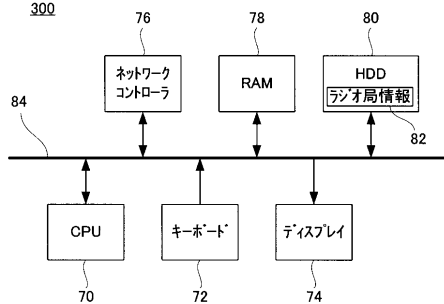 300
76
78
80
ネットワーク
コントローラ
RAM
HDD
ラジオ局情報
82
84
CPU
キーボード
ディスプレイ
70
72
74